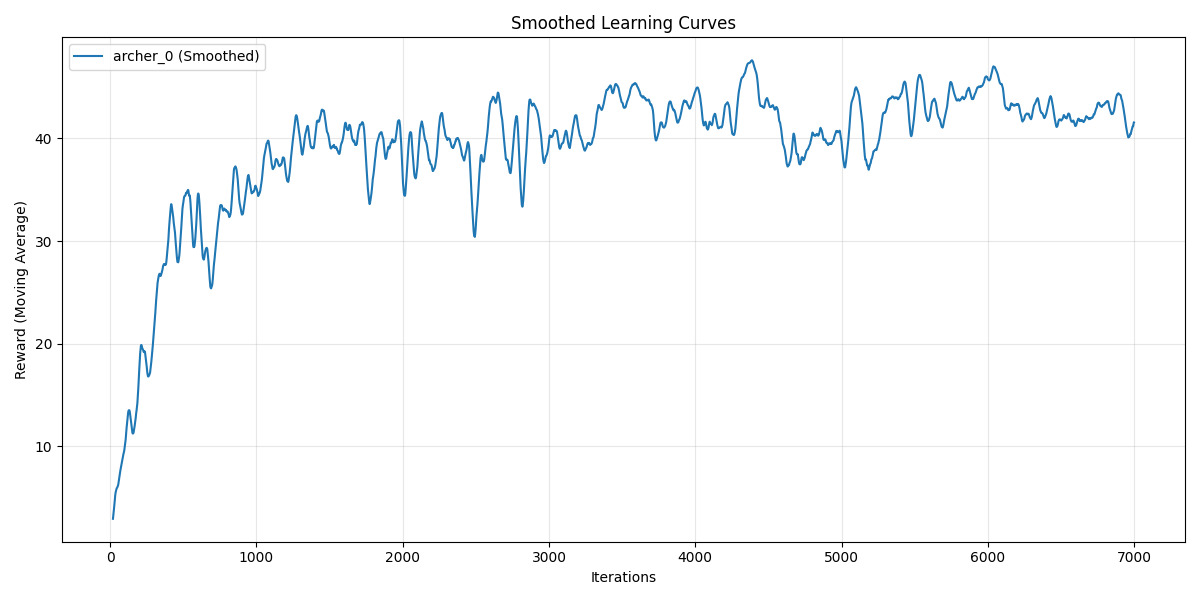 Smoothed Learning Curves
archer_0 (Smoothed)
Reward (Moving Average)
40
30
20
10
0 1000 2000 3000 4000 5000 6000 7000
Iterations